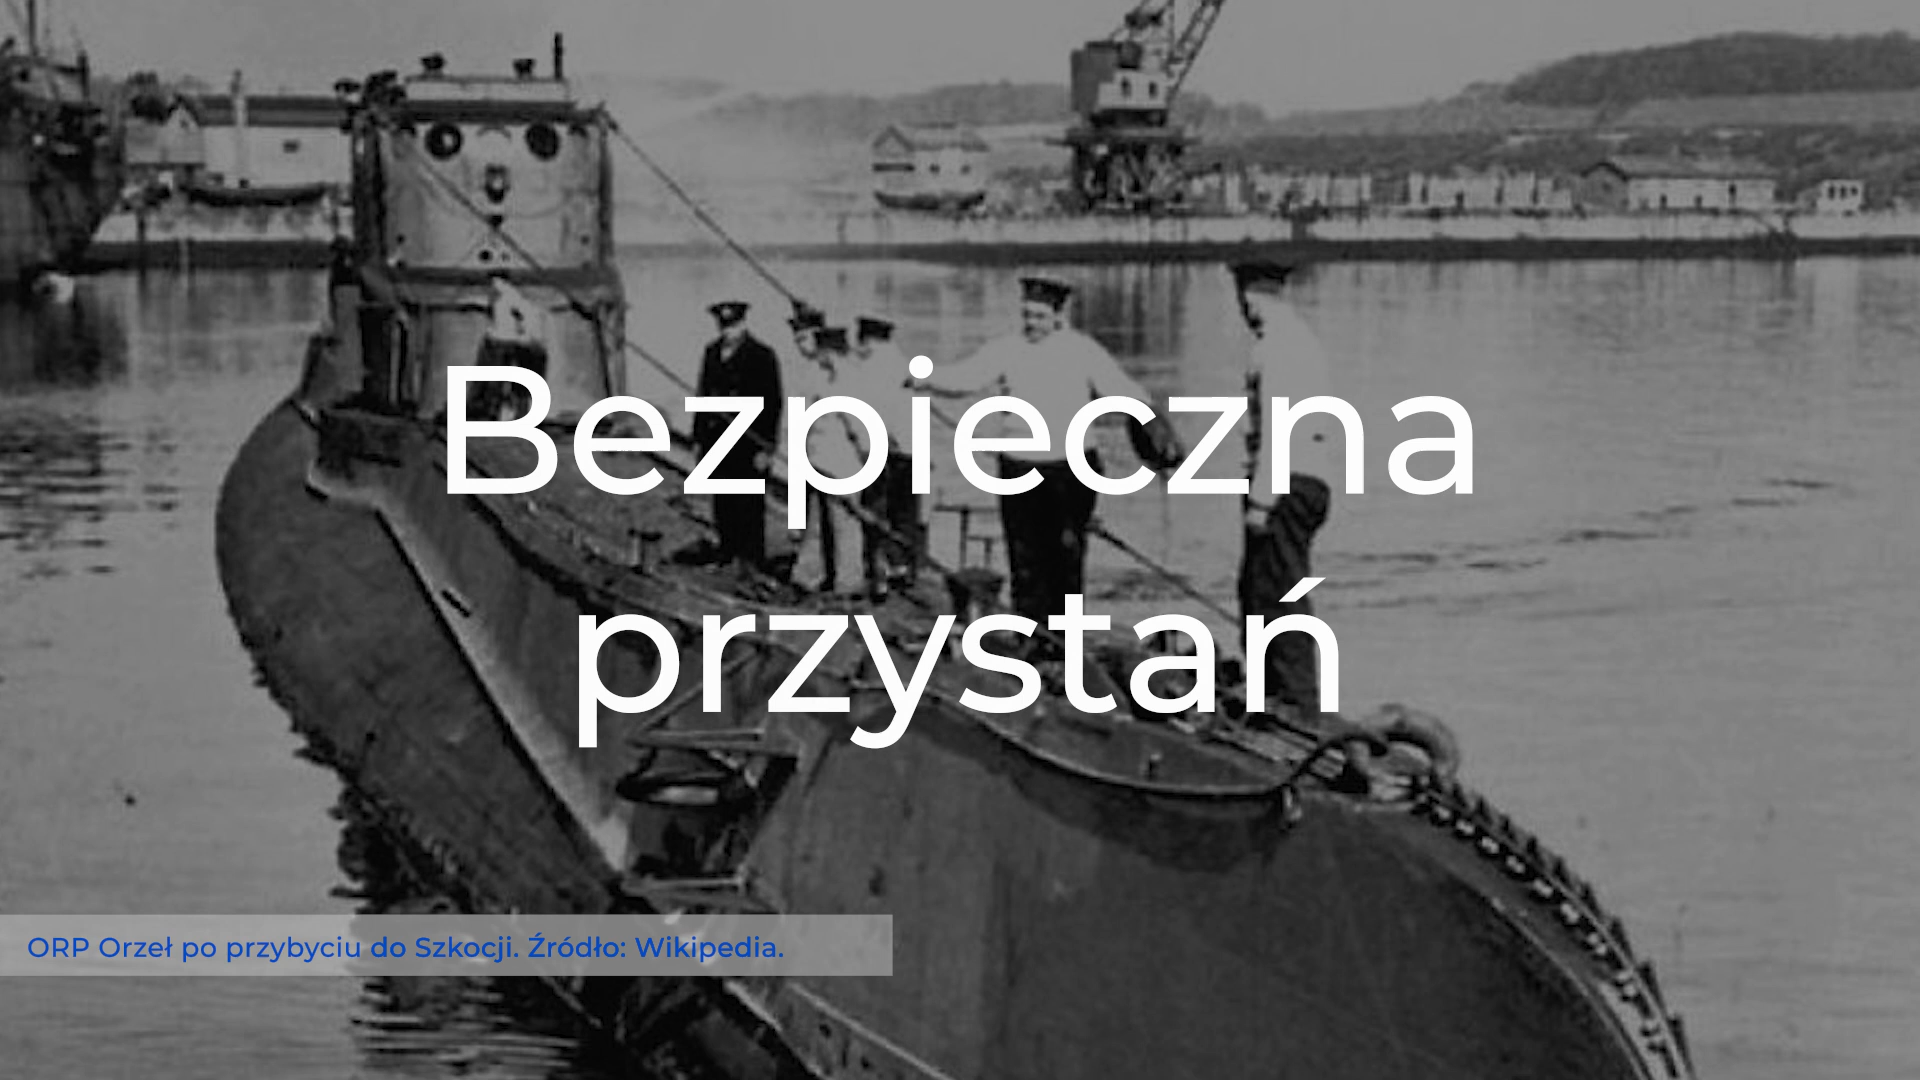 Bezpieczna
przystań
ORP Orzeł po przybyciu do Szkocji. Źródło: Wikipedia.